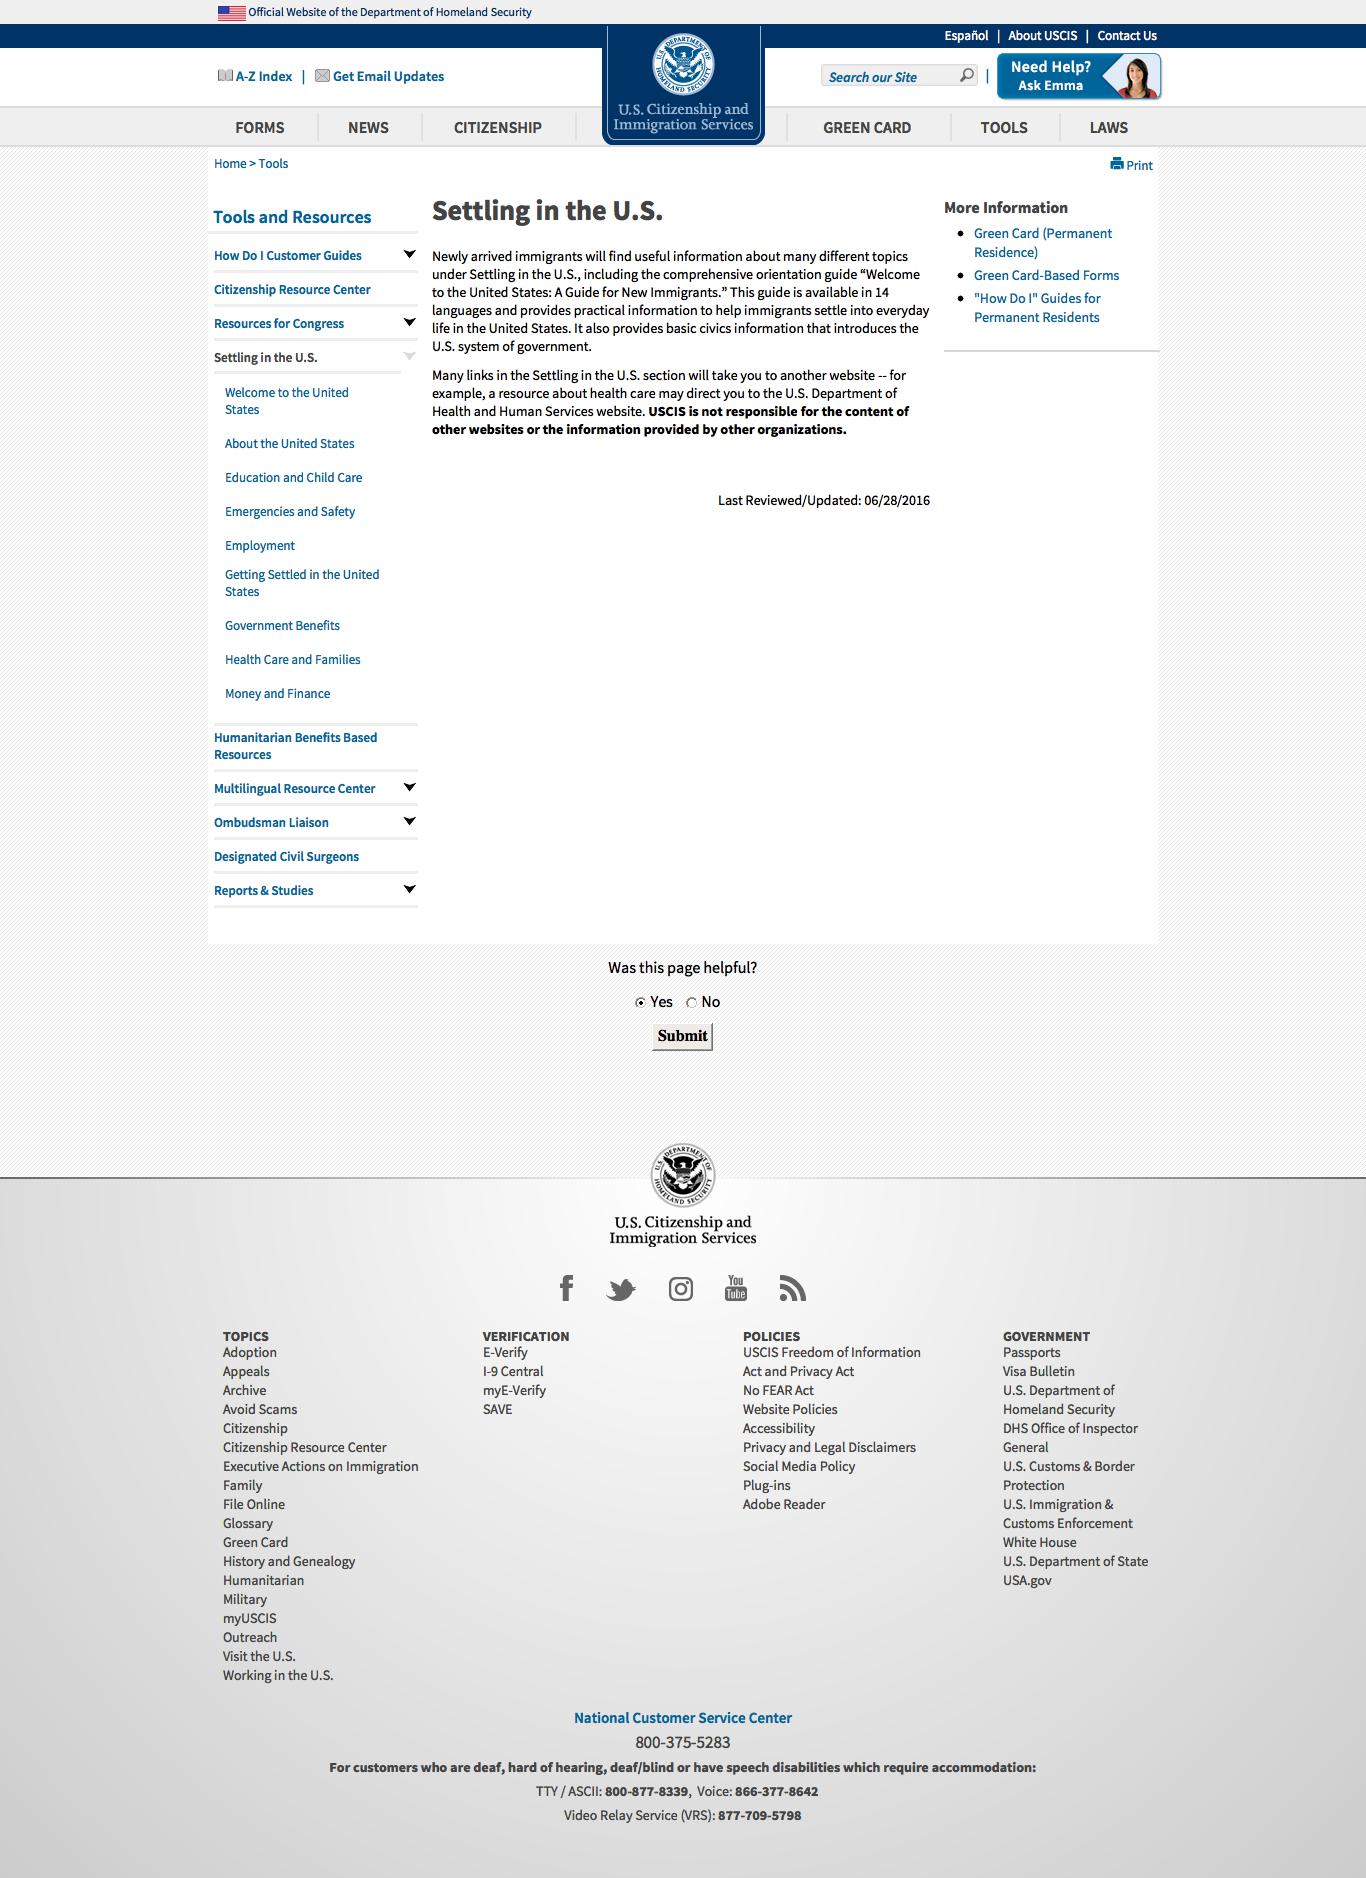 Official Website of the Department of Homeland Security
Español | About USCIS | Contact Us
A-Z Index | Get Email Updates
U.S. DEPARTMENT OF HOMELAND SECURITY
U.S. Citizenship and
Immigration Services
Search our Site |
Need Help?
Ask Emma
FORMS
NEWS
CITIZENSHIP
GREEN CARD
TOOLS
LAWS
Home > Tools
Print
Tools and Resources
How Do I Customer Guides
Citizenship Resource Center
Resources for Congress
Settling in the U.S.
Welcome to the United
States
About the United States
Education and Child Care
Emergencies and Safety
Employment
Getting Settled in the United
States
Government Benefits
Health Care and Families
Money and Finance
Humanitarian Benefits Based
Resources
Multilingual Resource Center
Ombudsman Liaison
Designated Civil Surgeons
Reports & Studies
Settling in the U.S.
Newly arrived immigrants will find useful information about many different topics
under Settling in the U.S., including the comprehensive orientation guide “Welcome
to the United States: A Guide for New Immigrants.” This guide is available in 14
languages and provides practical information to help immigrants settle into everyday
life in the United States. It also provides basic civics information that introduces the
U.S. system of government.
Many links in the Settling in the U.S. section will take you to another website -- for
example, a resource about health care may direct you to the U.S. Department of
Health and Human Services website. USCIS is not responsible for the content of
other websites or the information provided by other organizations.
Last Reviewed/Updated: 06/28/2016
More Information
Green Card (Permanent
Residence)
Green Card-Based Forms
"How Do I" Guides for
Permanent Residents
Was this page helpful?
Yes No
Submit
U.S. DEPARTMENT OF HOMELAND SECURITY
U.S. Citizenship and
Immigration Services
You
Tube
TOPICS
Adoption
Appeals
Archive
Avoid Scams
Citizenship
Citizenship Resource Center
Executive Actions on Immigration
Family
File Online
Glossary
Green Card
History and Genealogy
Humanitarian
Military
myUSCIS
Outreach
Visit the U.S.
Working in the U.S.
VERIFICATION
E-Verify
I-9 Central
myE-Verify
SAVE
POLICIES
USCIS Freedom of Information
Act and Privacy Act
No FEAR Act
Website Policies
Accessibility
Privacy and Legal Disclaimers
Social Media Policy
Plug-ins
Adobe Reader
GOVERNMENT
Passports
Visa Bulletin
U.S. Department of
Homeland Security
DHS Office of Inspector
General
U.S. Customs & Border
Protection
U.S. Immigration &
Customs Enforcement
White House
U.S. Department of State
USA.gov
National Customer Service Center
800-375-5283
For customers who are deaf, hard of hearing, deaf/blind or have speech disabilities which require accommodation:
TTY / ASCII: 800-877-8339, Voice: 866-377-8642
Video Relay Service (VRS): 877-709-5798